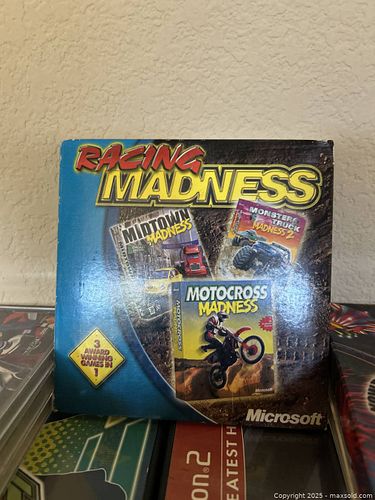 RACING
MADNESS
MIDTOWN
MADNESS
MONSTER
TRUCK
MADNESS 2
MOTOCROSS
MADNESS
3
AWARD
WINNING
GAMES IN
1
Microsoft
on.2
EATEST H
Copyright 2025 - maxsold.com